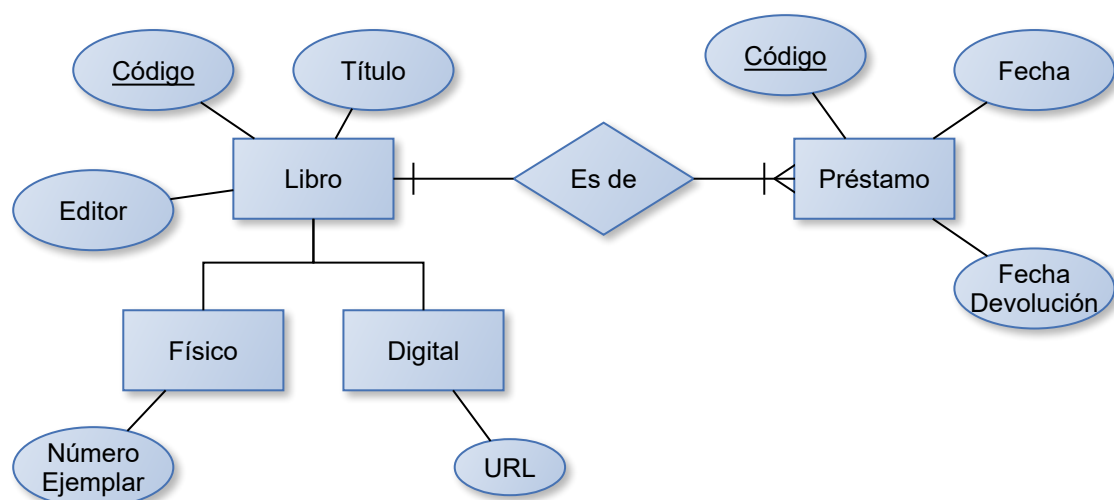 Código
Título
Código
Fecha
Libro
Es de
Préstamo
Editor
Fecha
Devolución
Físico
Digital
Número
Ejemplar
URL